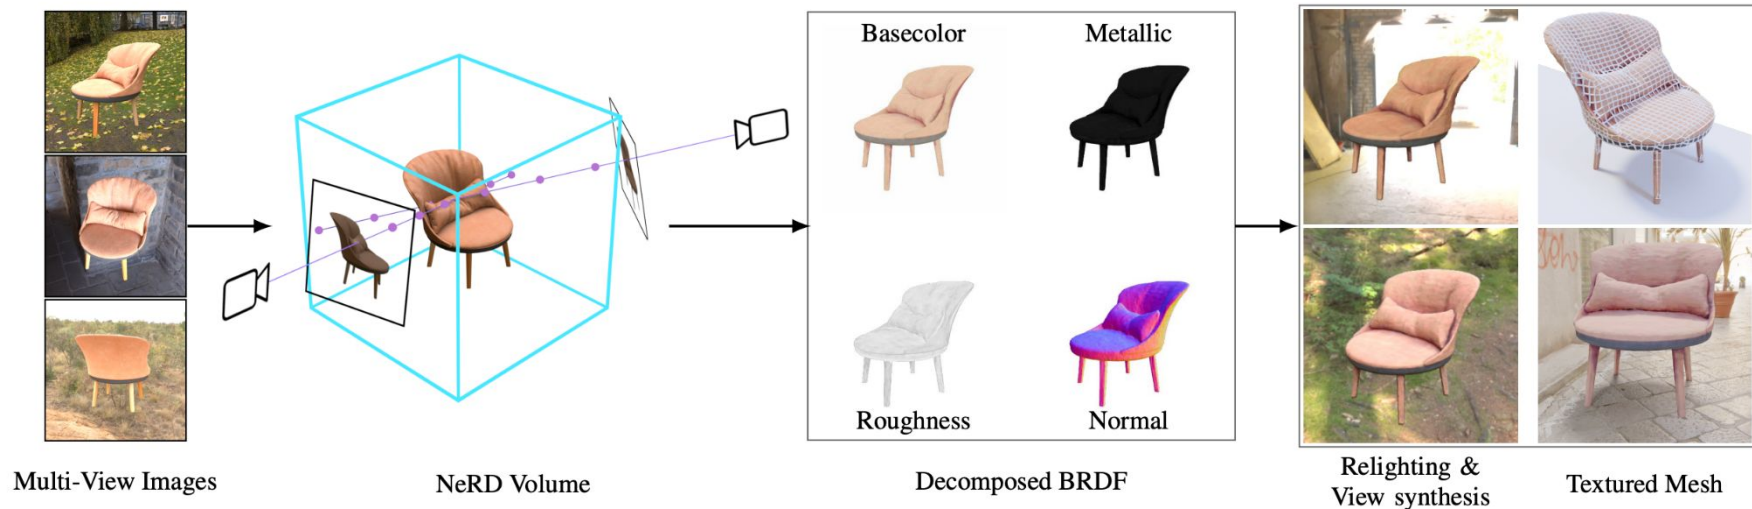 Basecolor
Metallic
Roughness
Normal
Multi-View Images
NeRD Volume
Decomposed BRDF
Relighting &
View synthesis
Textured Mesh